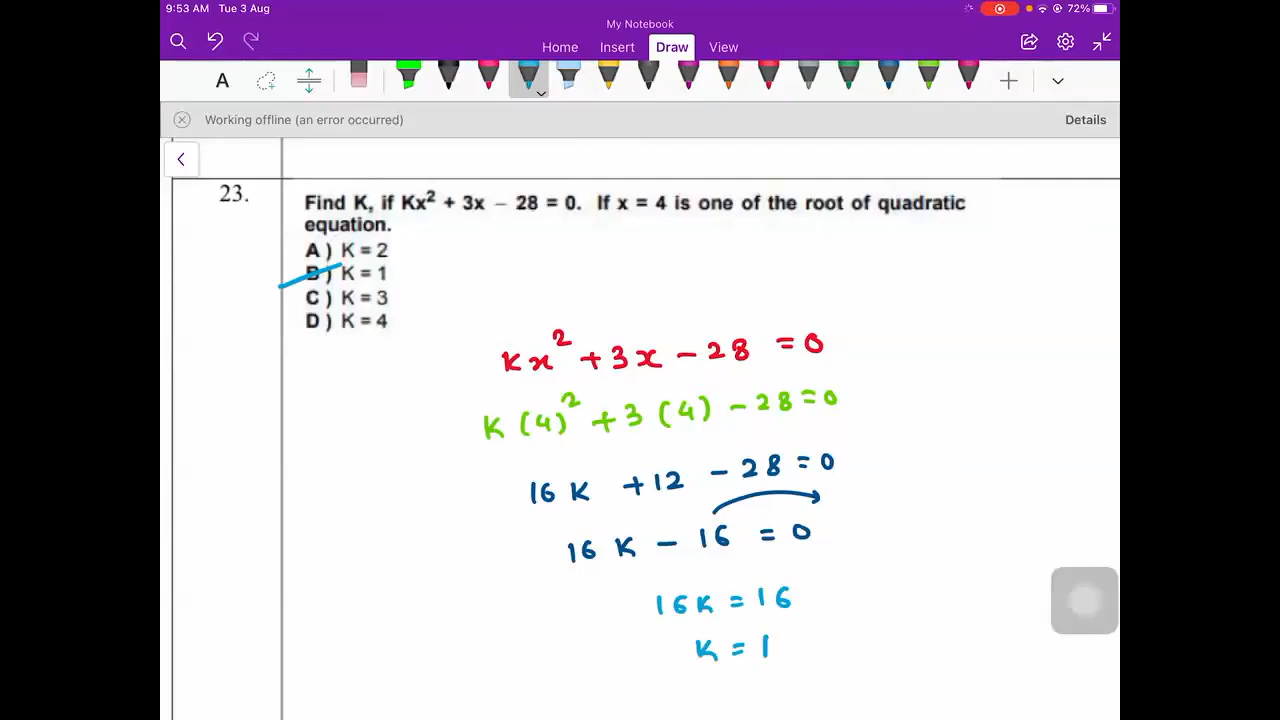 9:53 AM Tue 3 Aug
72%
My Notebook
Home Insert Draw View
A
Working offline (an error occurred)
Details
23.
Find K, if Kx² + 3x – 28 = 0. If x = 4 is one of the root of quadratic
equation.
A ) K = 2
B ) K = 1
C ) K = 3
D ) K = 4
Kx² + 3x – 28 = 0
K (4)² + 3 (4) – 28 = 0
16 K + 12 – 28 = 0
16 K – 16 = 0
16K = 16
K = 1